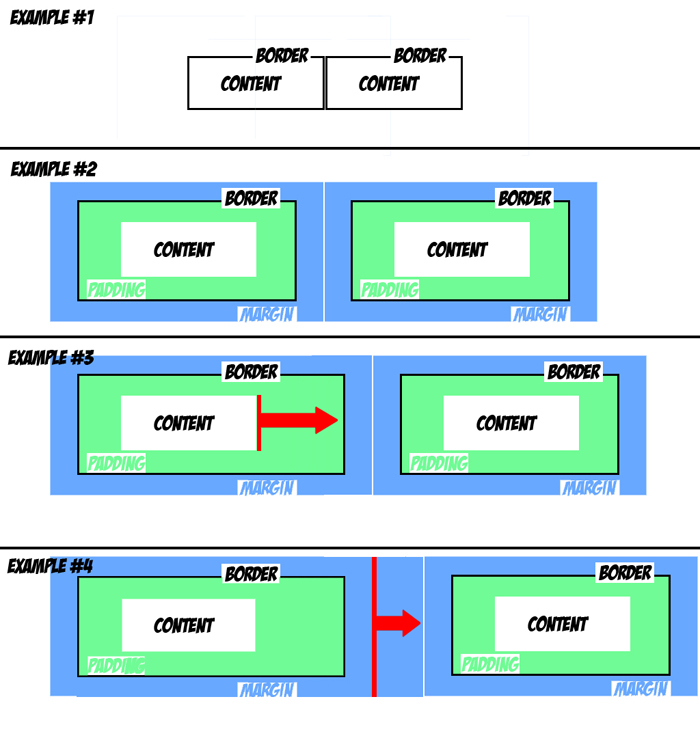 EXAMPLE #1
BORDER BORDER
CONTENT CONTENT
EXAMPLE #2
BORDER BORDER
CONTENT CONTENT
PADDING PADDING
MARGIN MARGIN
EXAMPLE #3
BORDER BORDER
CONTENT CONTENT
PADDING PADDING
MARGIN MARGIN
EXAMPLE #4
BORDER BORDER
CONTENT CONTENT
PADDING PADDING
MARGIN MARGIN